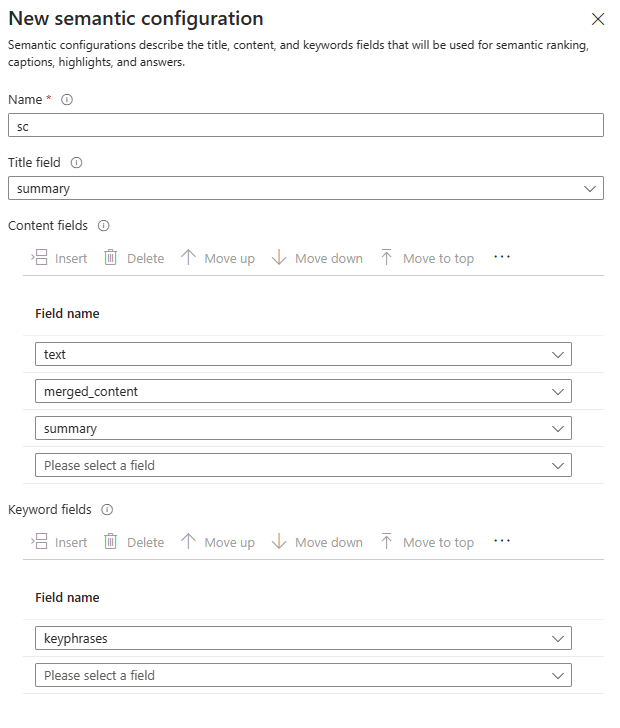 New semantic configuration
Semantic configurations describe the title, content, and keywords fields that will be used for semantic ranking,
captions, highlights, and answers.
Name *
sc
Title field
summary
Content fields
Insert Delete Move up Move down Move to top ...
Field name
text
merged_content
summary
Please select a field
Keyword fields
Insert Delete Move up Move down Move to top ...
Field name
keyphrases
Please select a field